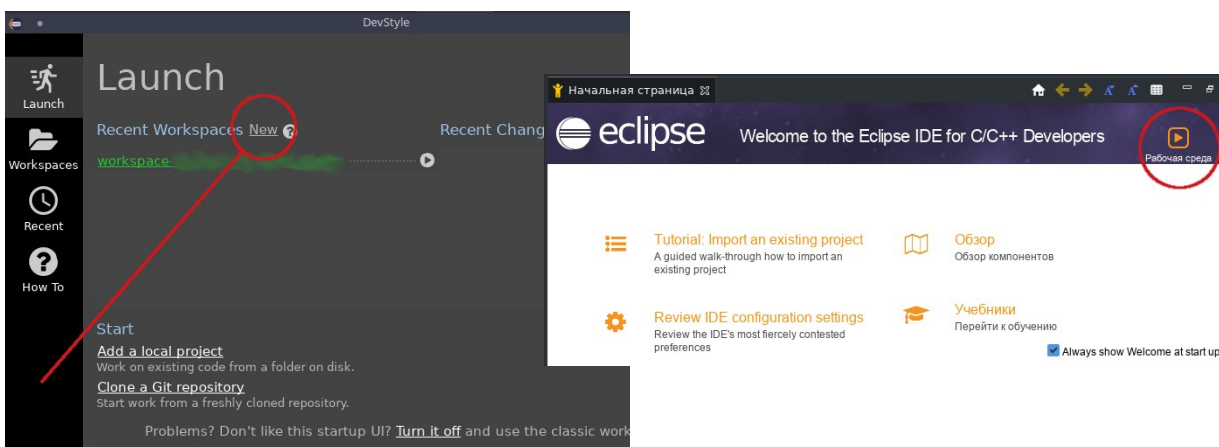 DevStyle
Launch
Launch
Recent Workspaces New ?
Recent Chang
workspace
Workspaces
Recent
How To
Start
Add a local project
Work on existing code from a folder on disk.
Clone a Git repository
Start work from a freshly cloned repository.
Problems? Don't like this startup UI? Turn it off and use the classic work
Начальная страница
eclipse
Welcome to the Eclipse IDE for C/C++ Developers
Рабочая среда
Tutorial: Import an existing project
A guided walk-through how to import an
existing project
Обзор
Обзор компонентов
Review IDE configuration settings
Review the IDE's most fiercely contested
preferences
Учебники
Перейти к обучению
Always show Welcome at start up